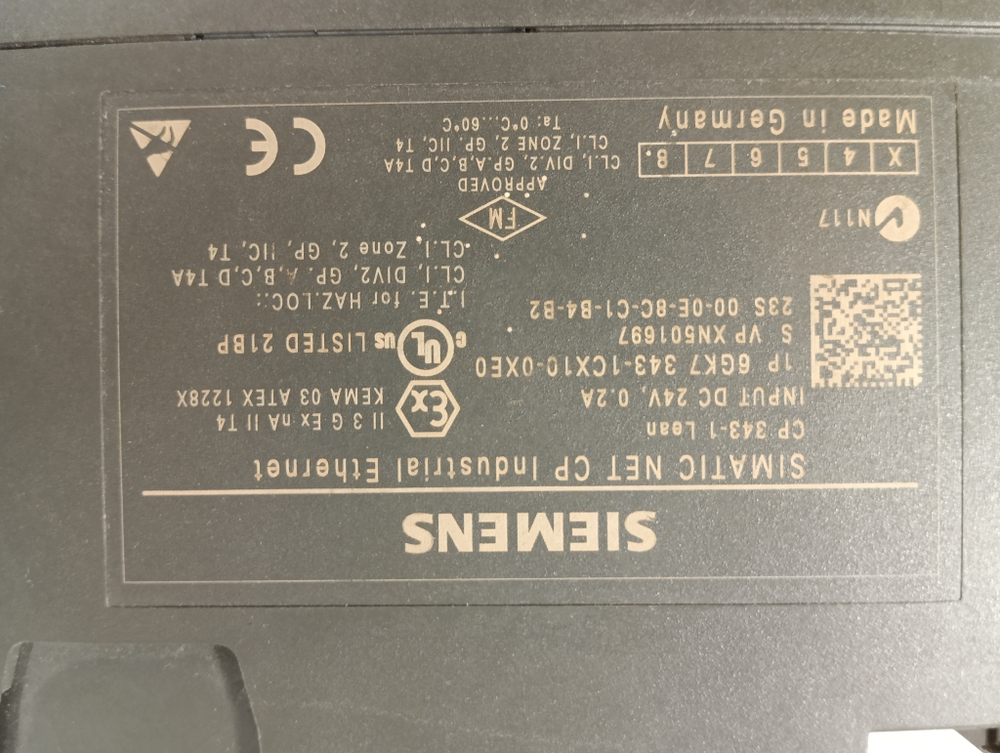 SIEMENS
SIMATIC NET CP Industrial Ethernet
CP 343-1 Lean
INPUT DC 24V, 0.2A
1P 6GK7 343-1CX10-0XE0
S VP XN501697
23S 00-0E-8C-C1-B4-B2
Ex
II 3 G Ex nA II T4
KEMA 03 ATEX 1228X
C UL US LISTED 21BP
I.T.E. for HAZ.LOC.:
CL.I, DIV2, GP. A,B,C,D T4A
CL.I, Zone 2, GP, IIC, T4
N117
FM
APPROVED
CL.I, DIV.2, GP.A,B,C,D T4A
CL.I, ZONE 2, GP. IIC, T4
Ta: 0°C...60°C
X 4 5 6 7 8
Made in Germany
CE